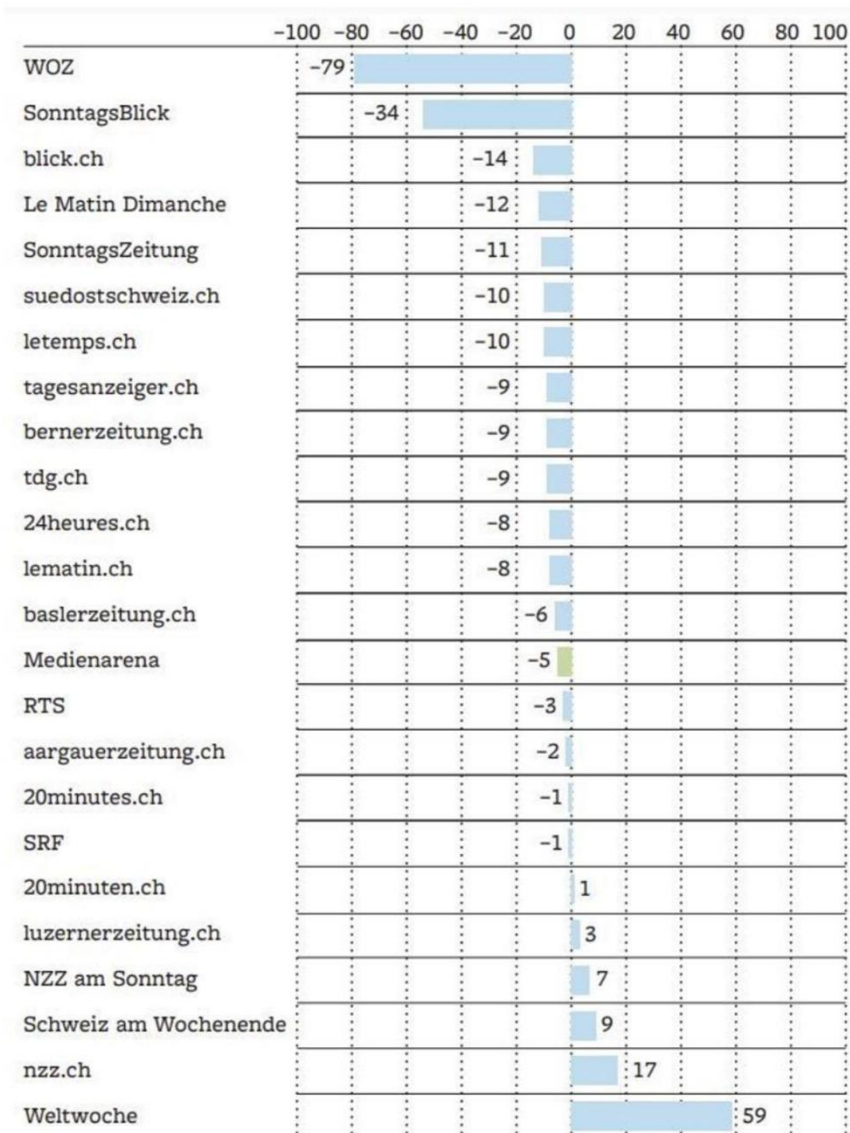 −100 −80 −60 −40 −20 0 20 40 60 80 100
WOZ −79
SonntagsBlick −34
blick.ch −14
Le Matin Dimanche −12
SonntagsZeitung −11
suedostschweiz.ch −10
letemps.ch −10
tagesanzeiger.ch −9
bernerzeitung.ch −9
tdg.ch −9
24heures.ch −8
lematin.ch −8
baslerzeitung.ch −6
Medienarena −5
RTS −3
aargauerzeitung.ch −2
20minutes.ch −1
SRF −1
20minuten.ch 1
luzernerzeitung.ch 3
NZZ am Sonntag 7
Schweiz am Wochenende 9
nzz.ch 17
Weltwoche 59